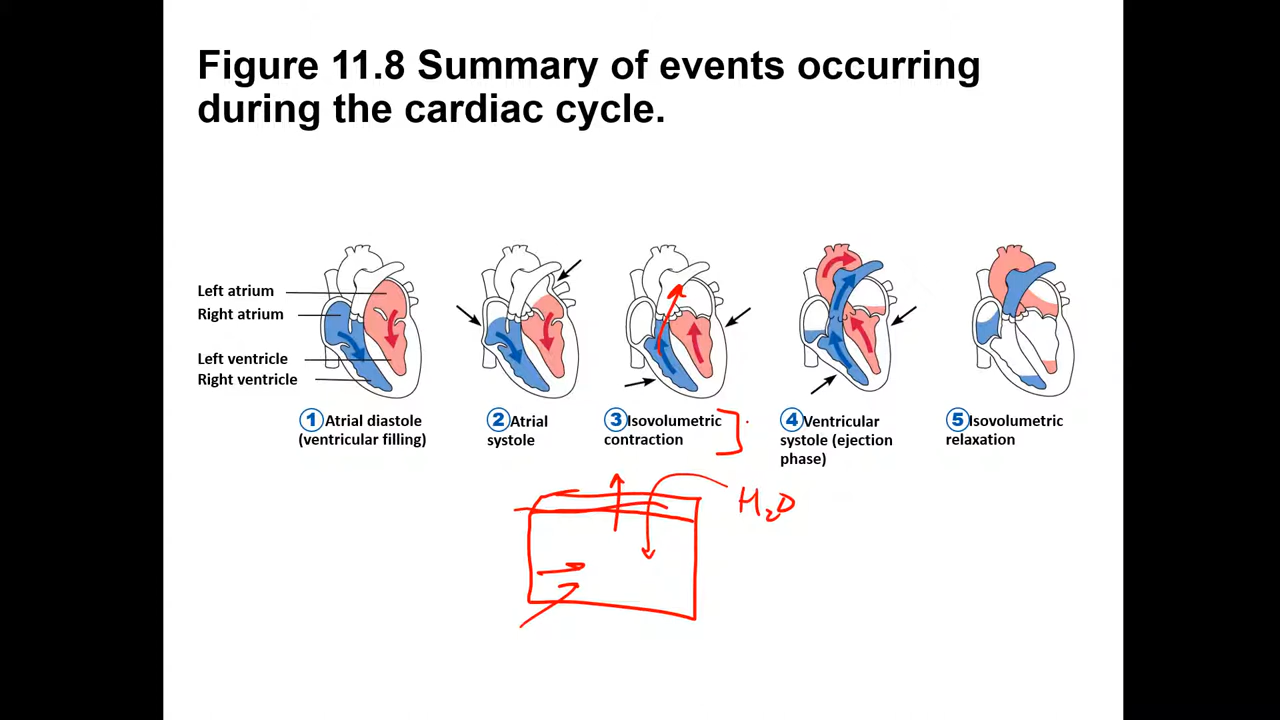 Figure 11.8 Summary of events occurring
during the cardiac cycle.
Left atrium
Right atrium
Left ventricle
Right ventricle
1 Atrial diastole
(ventricular filling)
2 Atrial
systole
3 Isovolumetric
contraction
4 Ventricular
systole (ejection
phase)
5 Isovolumetric
relaxation
H₂O